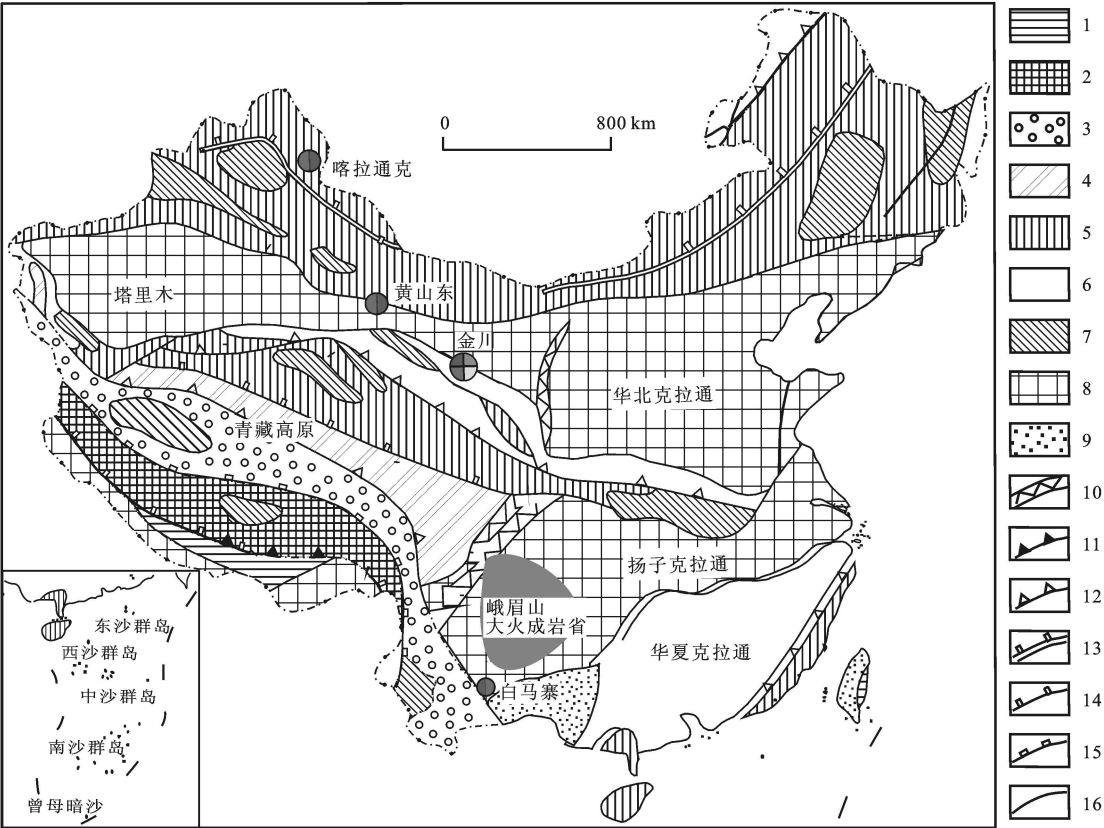 0 800 km
喀拉通克
塔里木
黄山东
金川
华北克拉通
青藏高原
扬子克拉通
峨眉山
大火成岩省
华夏克拉通
白马寨
东沙群岛
西沙群岛
中沙群岛
南沙群岛
曾母暗沙
1
2
3
4
5
6
7
8
9
10
11
12
13
14
15
16